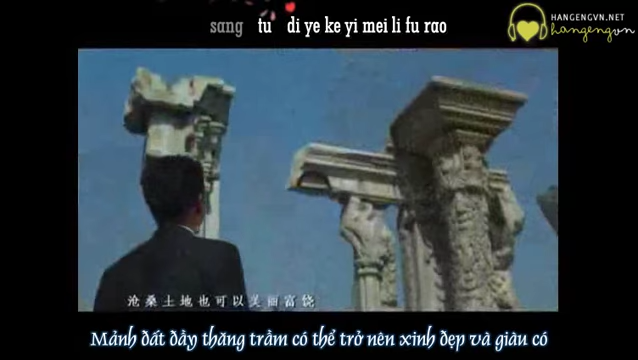 sang tu di ye ke yi mei li fu rao
HANGENGVN.NET
hangengvn
沧桑土地也可以美丽富饶
Mảnh đất đầy thăng trầm có thể trở nên xinh đẹp và giàu có